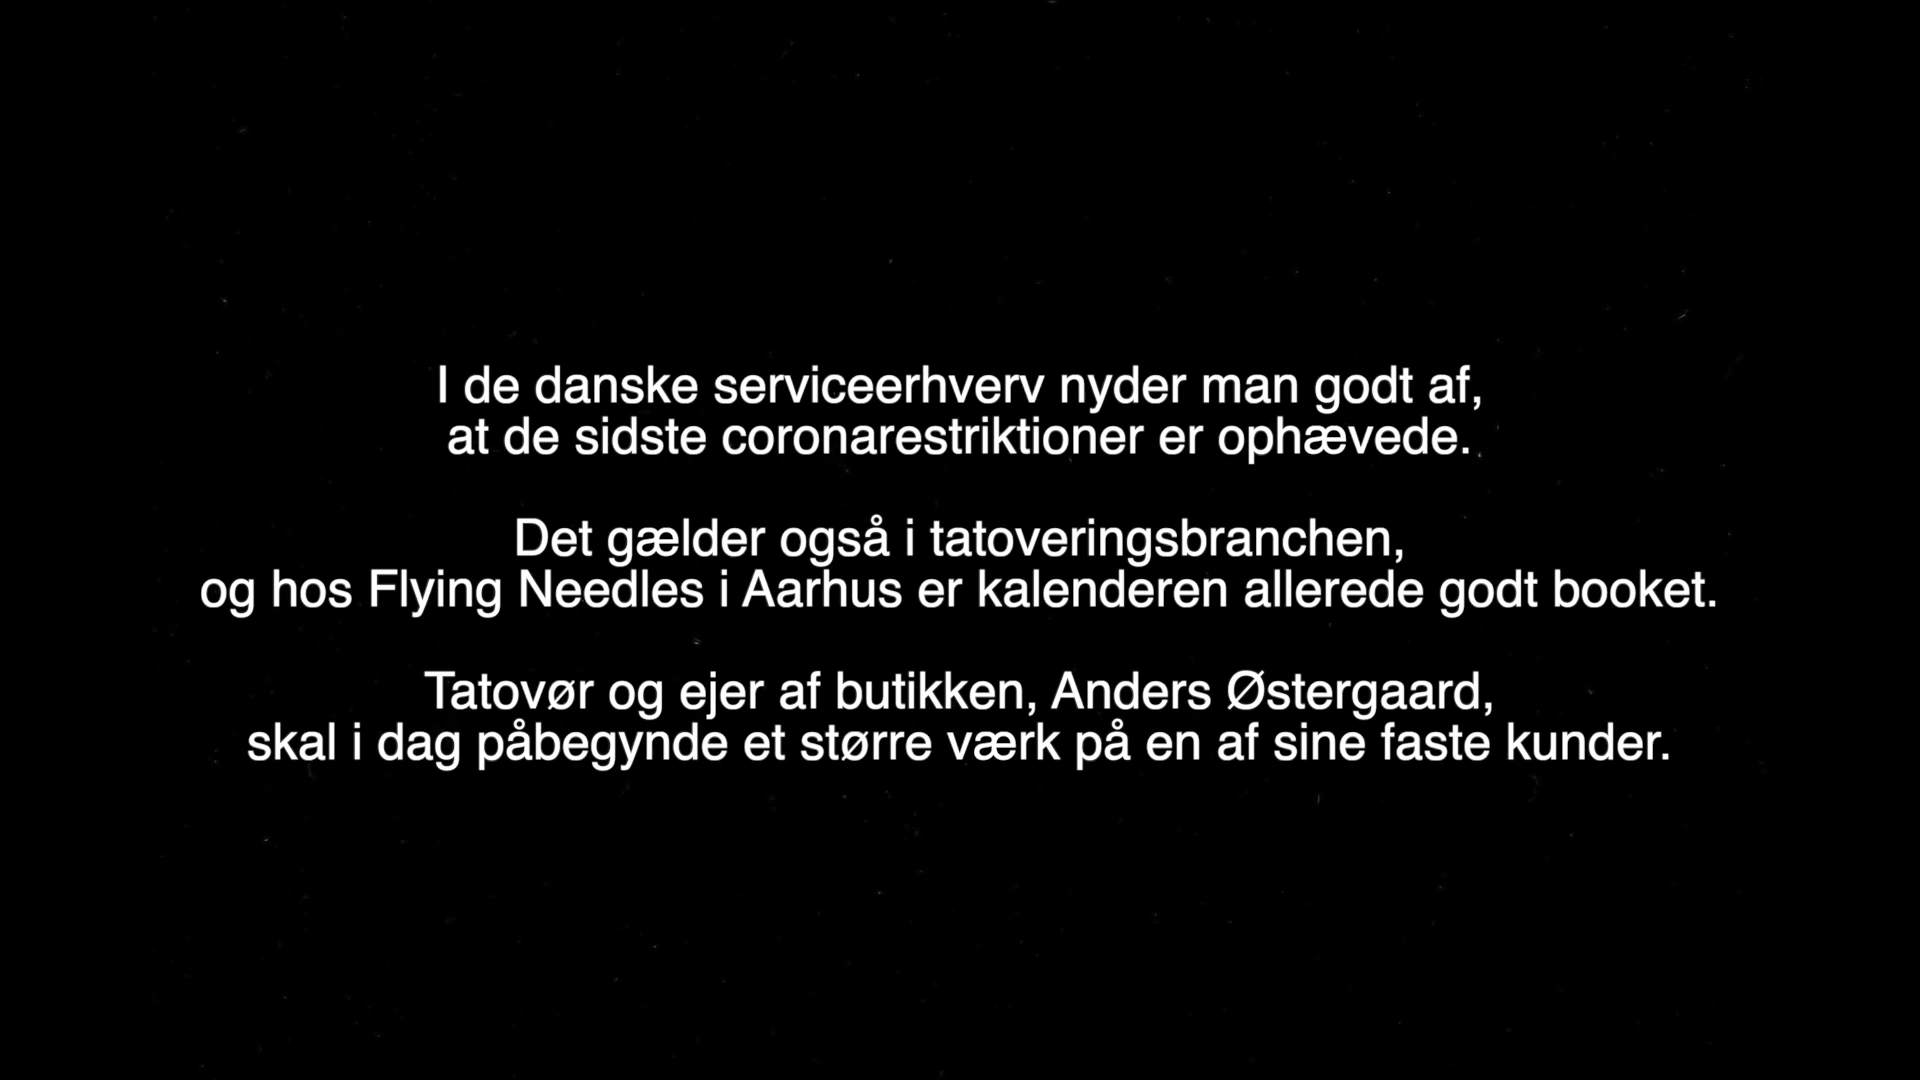 I de danske serviceerhverv nyder man godt af,
at de sidste coronarestriktioner er ophævede.
Det gælder også i tatoveringsbranchen,
og hos Flying Needles i Aarhus er kalenderen allerede godt booket.
Tatovør og ejer af butikken, Anders Østergaard,
skal i dag påbegynde et større værk på en af sine faste kunder.